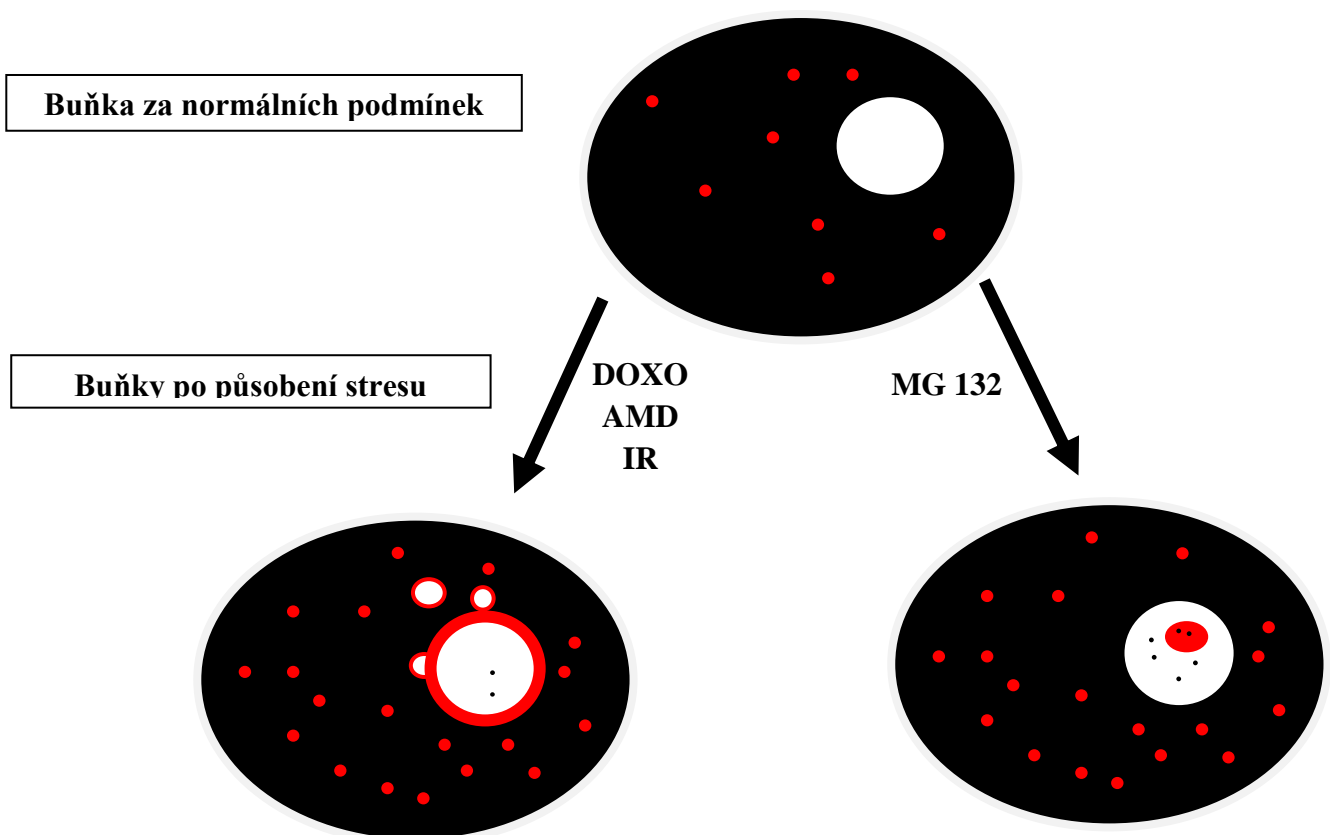 Buňka za normálních podmínek
Buňky po působení stresu
DOXO
AMD
IR
MG 132